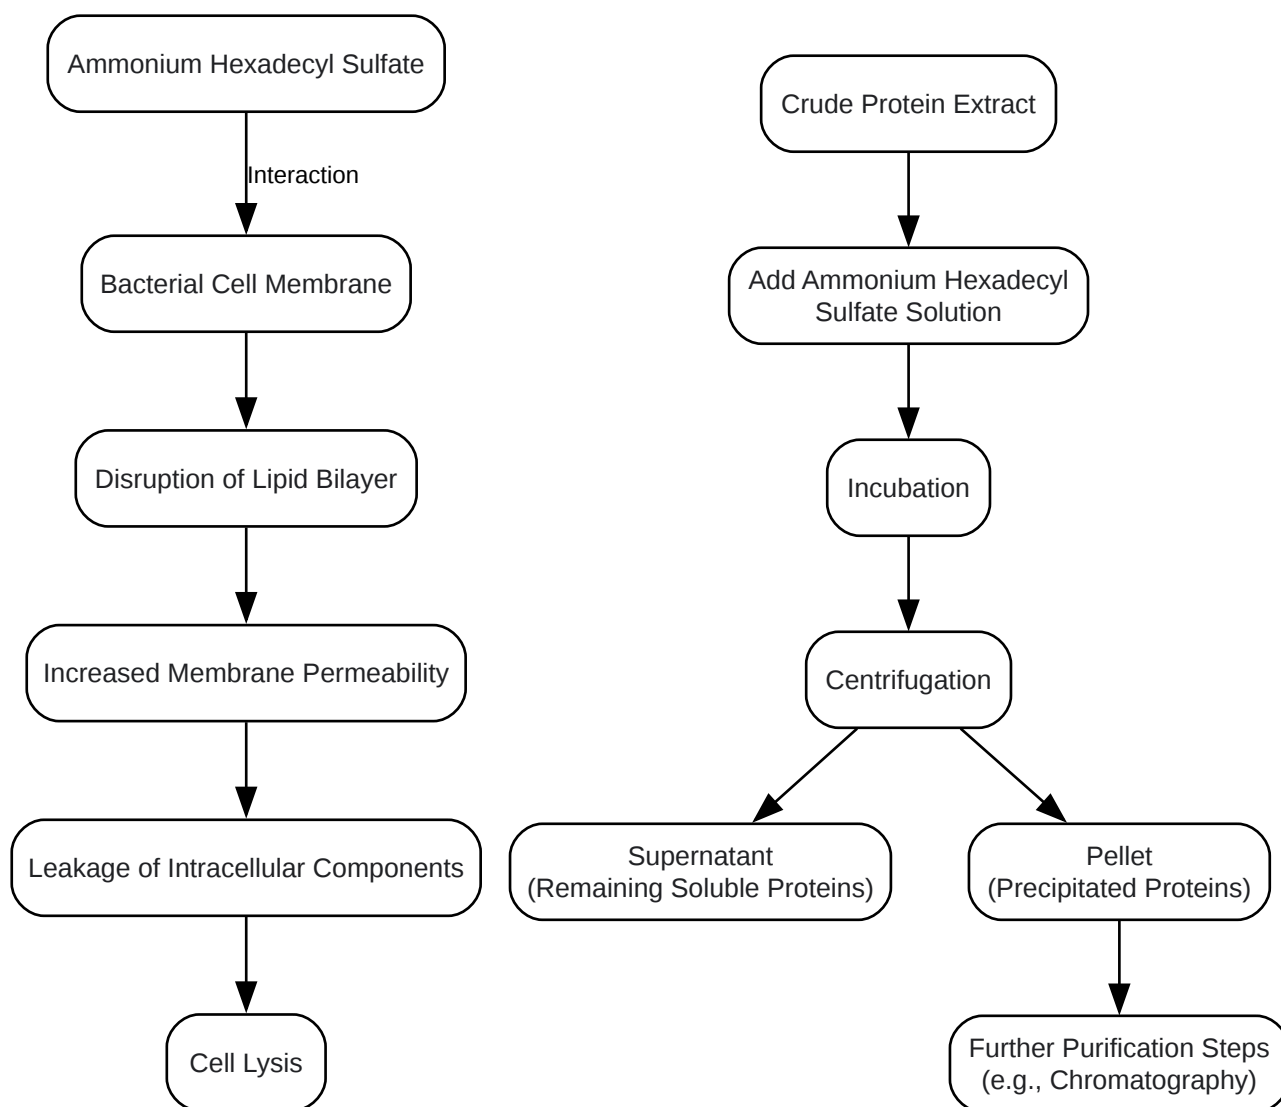 Ammonium Hexadecyl Sulfate
Interaction
Bacterial Cell Membrane
Disruption of Lipid Bilayer
Increased Membrane Permeability
Leakage of Intracellular Components
Cell Lysis
Crude Protein Extract
Add Ammonium Hexadecyl
Sulfate Solution
Incubation
Centrifugation
Supernatant
(Remaining Soluble Proteins)
Pellet
(Precipitated Proteins)
Further Purification Steps
(e.g., Chromatography)